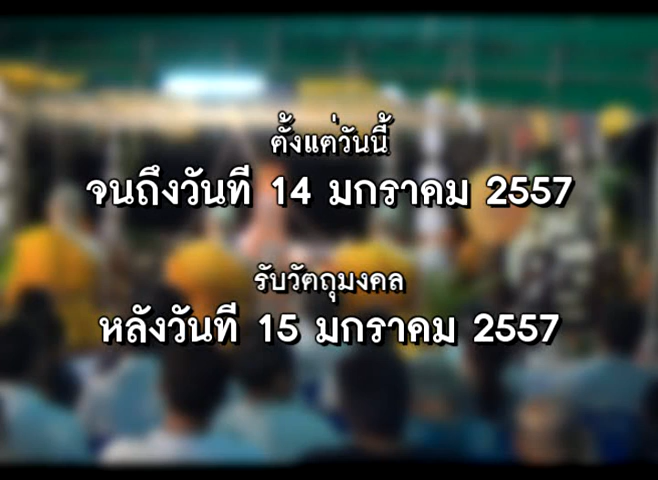 ตั้งแต่วันนี้
จนถึงวันที่ 14 มกราคม 2557
รับวัตถุมงคล
หลังวันที่ 15 มกราคม 2557